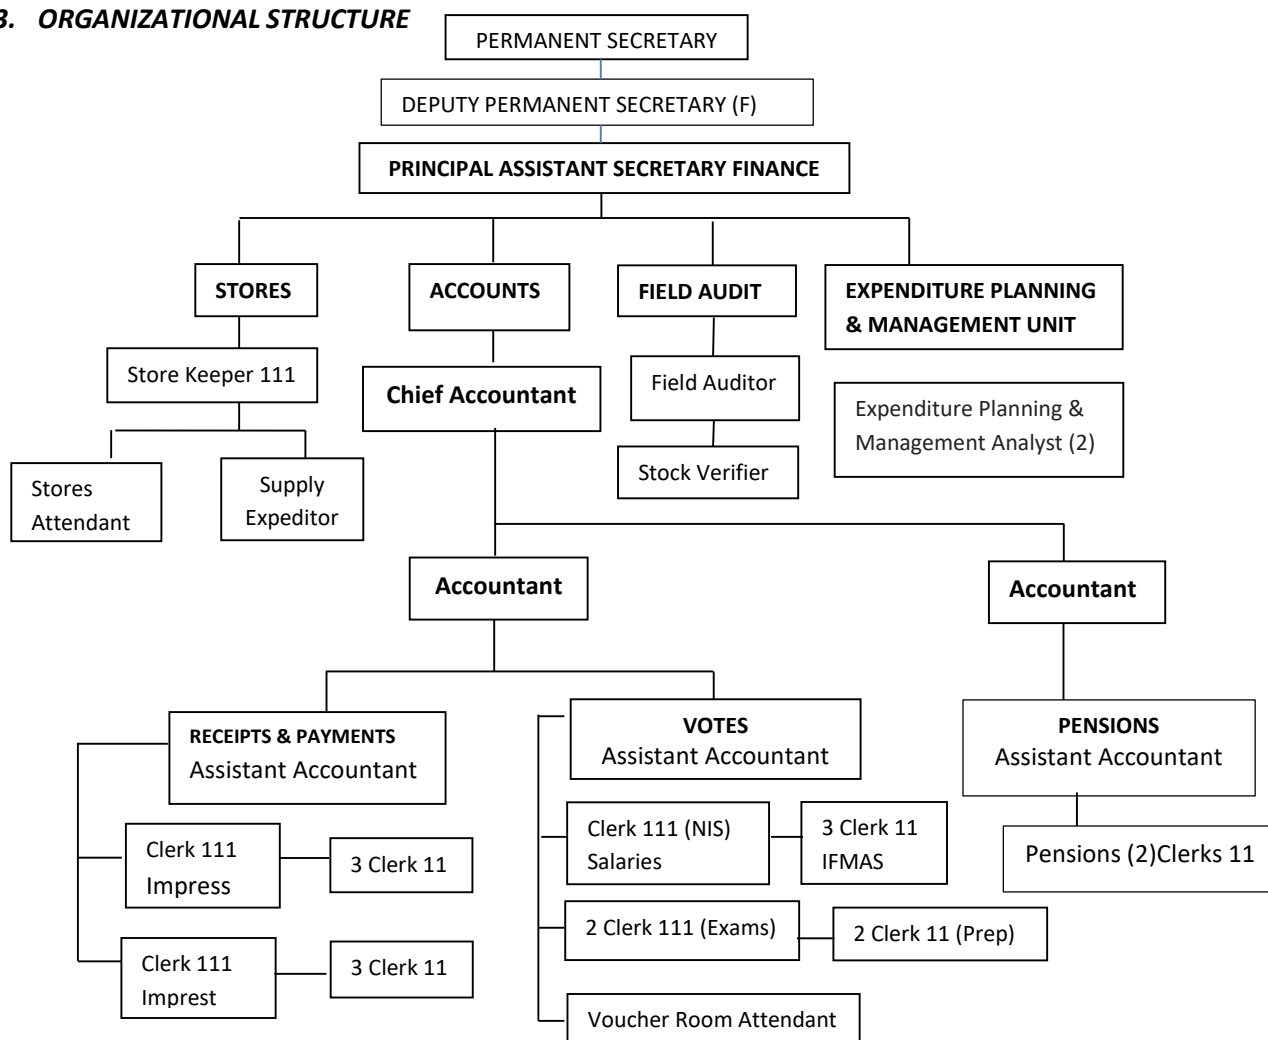 3. ORGANIZATIONAL STRUCTURE
PERMANENT SECRETARY
DEPUTY PERMANENT SECRETARY (F)
PRINCIPAL ASSISTANT SECRETARY FINANCE
STORES
ACCOUNTS
FIELD AUDIT
EXPENDITURE PLANNING
& MANAGEMENT UNIT
Store Keeper 111
Chief Accountant
Field Auditor
Expenditure Planning &
Management Analyst (2)
Stores
Attendant
Supply
Expeditor
Stock Verifier
Accountant
Accountant
RECEIPTS & PAYMENTS
Assistant Accountant
VOTES
Assistant Accountant
PENSIONS
Assistant Accountant
Clerk 111
Impress
3 Clerk 11
Clerk 111 (NIS)
Salaries
3 Clerk 11
IFMAS
Pensions (2)Clerks 11
2 Clerk 111 (Exams)
2 Clerk 11 (Prep)
Clerk 111
Imprest
3 Clerk 11
Voucher Room Attendant